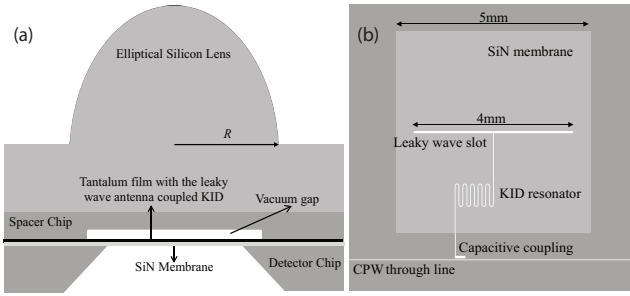 (a)
Elliptical Silicon Lens
R
Tantalum film with the leaky
wave antenna coupled KID
Vacuum gap
Spacer Chip
SiN Membrane
Detector Chip
(b)
5mm
SiN membrane
4mm
Leaky wave slot
KID resonator
Capacitive coupling
CPW through line